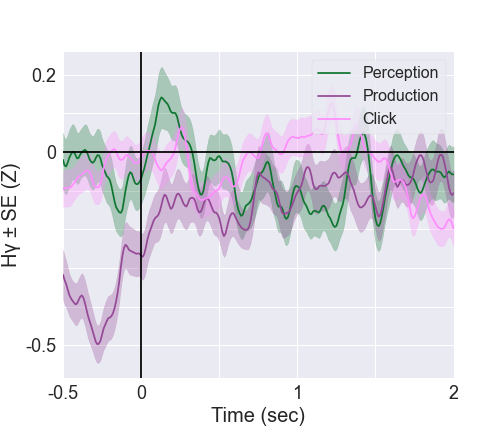 Perception
Production
Click
Hγ ± SE (Z)
0.2
0
-0.5
-0.5
0
1
2
Time (sec)